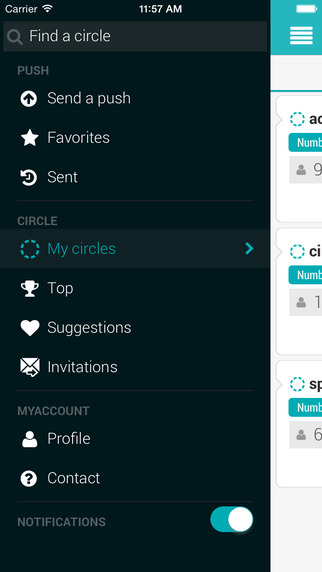 Carrier 11:57 AM
Find a circle
PUSH
Send a push
Favorites
Sent
CIRCLE
My circles
Top
Suggestions
Invitations
MYACCOUNT
Profile
Contact
NOTIFICATIONS
ac
Numb
9
ci
Numb
1
sp
Numb
6